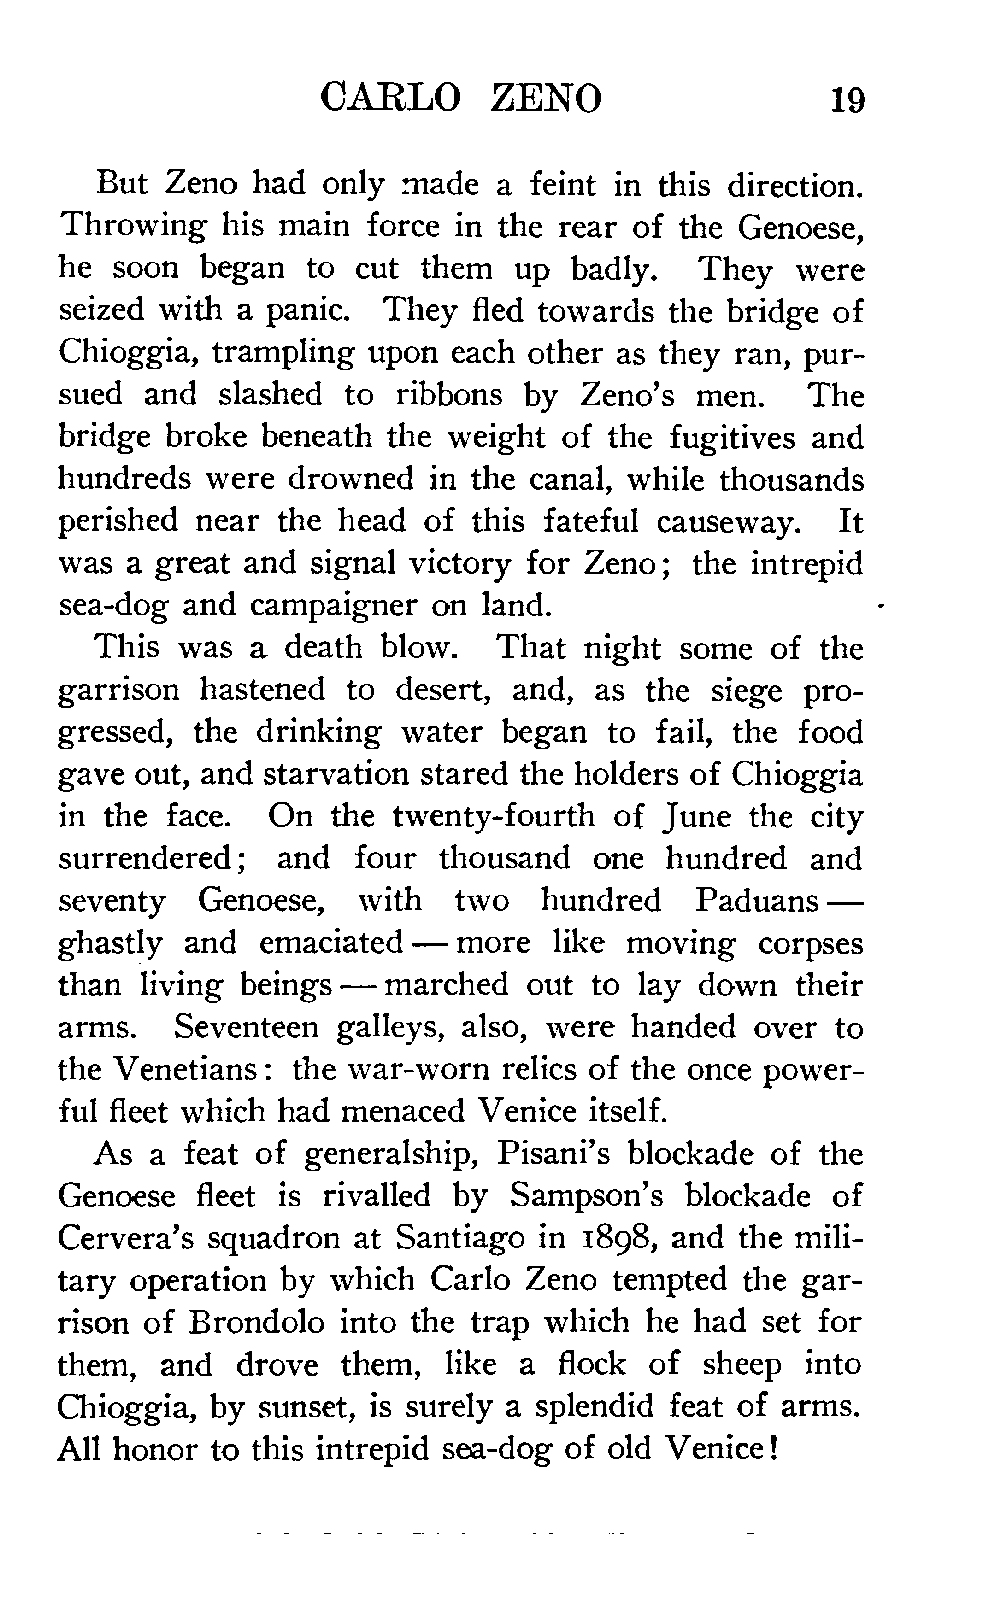 CARLO ZENO 19
But Zeno had only made a feint in this direction.
Throwing his main force in the rear of the Genoese,
he soon began to cut them up badly. They were
seized with a panic. They fled towards the bridge of
Chioggia, trampling upon each other as they ran, pur-
sued and slashed to ribbons by Zeno's men. The
bridge broke beneath the weight of the fugitives and
hundreds were drowned in the canal, while thousands
perished near the head of this fateful causeway. It
was a great and signal victory for Zeno; the intrepid
sea-dog and campaigner on land.
This was a death blow. That night some of the
garrison hastened to desert, and, as the siege pro-
gressed, the drinking water began to fail, the food
gave out, and starvation stared the holders of Chioggia
in the face. On the twenty-fourth of June the city
surrendered; and four thousand one hundred and
seventy Genoese, with two hundred Paduans —
ghastly and emaciated — more like moving corpses
than living beings — marched out to lay down their
arms. Seventeen galleys, also, were handed over to
the Venetians: the war-worn relics of the once power-
ful fleet which had menaced Venice itself.
As a feat of generalship, Pisani's blockade of the
Genoese fleet is rivalled by Sampson's blockade of
Cervera's squadron at Santiago in 1898, and the mili-
tary operation by which Carlo Zeno tempted the gar-
rison of Brondolo into the trap which he had set for
them, and drove them, like a flock of sheep into
Chioggia, by sunset, is surely a splendid feat of arms.
All honor to this intrepid sea-dog of old Venice!